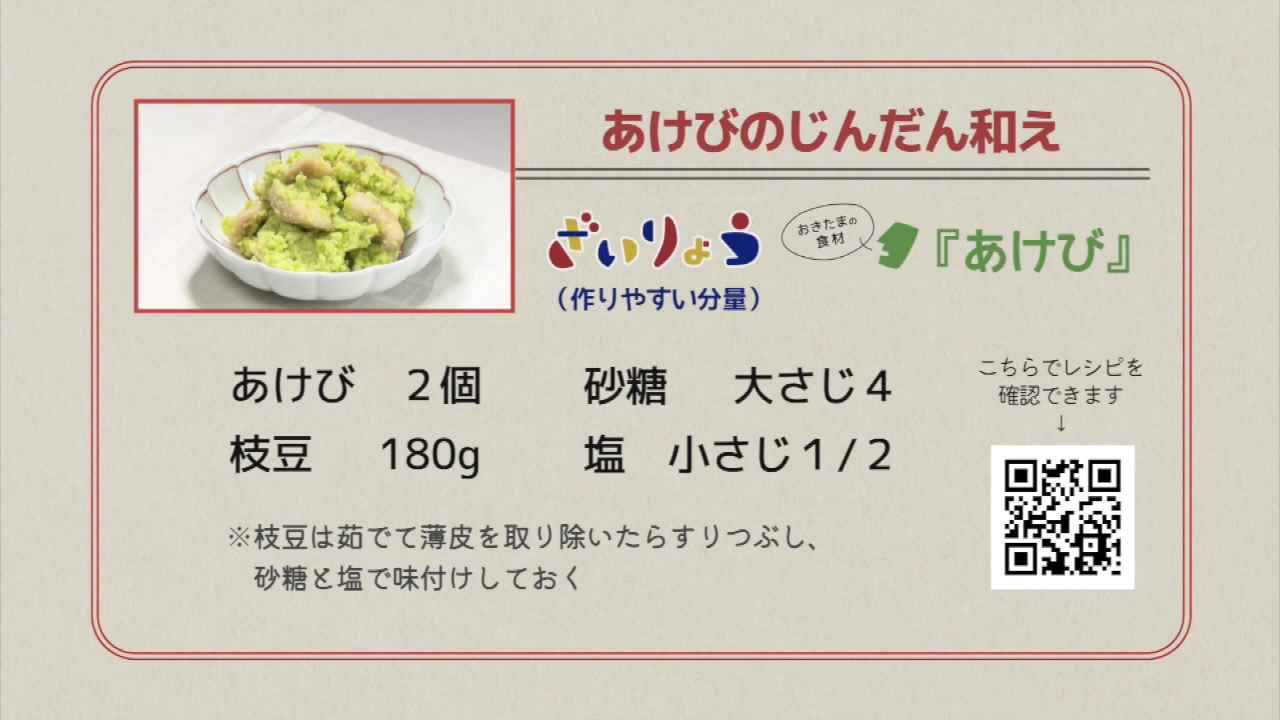 あけびのじんだん和え
ざいりょう
（作りやすい分量）
おきたまの
食材
『あけび』
あけび　２個
砂糖　大さじ４
枝豆　180g
塩　小さじ１/２
※枝豆は茹でて薄皮を取り除いたらすりつぶし、
砂糖と塩で味付けしておく
こちらでレシピを
確認できます
↓